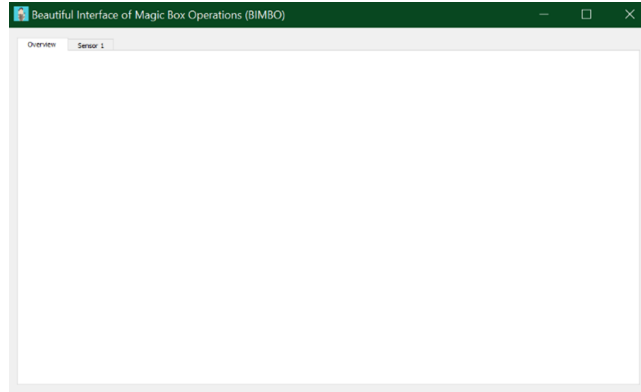 Beautiful Interface of Magic Box Operations (BIMBO)
Overview Sensor 1